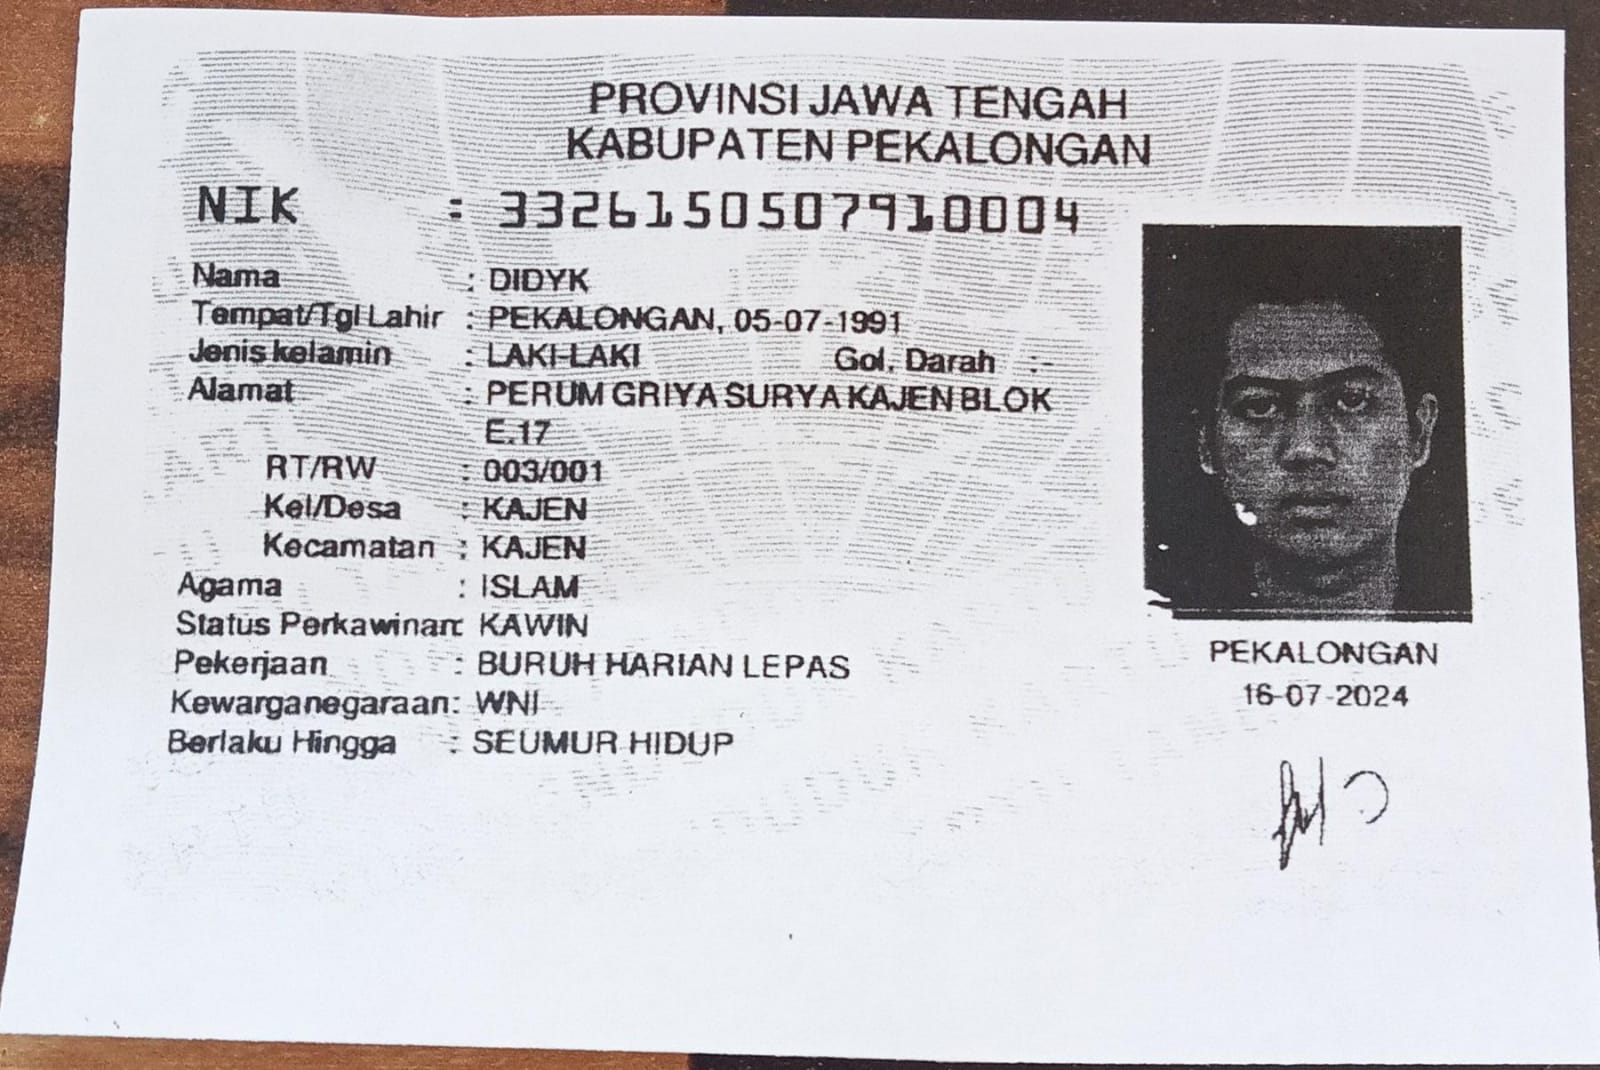 PROVINSI JAWA TENGAH
KABUPATEN PEKALONGAN
NIK : 3326150507910004
Nama : DIDYK
Tempat/Tgl Lahir : PEKALONGAN, 05-07-1991
Jenis kelamin : LAKI-LAKI Gol. Darah :-
Alamat : PERUM GRIYA SURYA KAJEN BLOK
E.17
RT/RW : 003/001
Kel/Desa : KAJEN
Kecamatan : KAJEN
Agama : ISLAM
Status Perkawinan: KAWIN
Pekerjaan : BURUH HARIAN LEPAS
Kewarganegaraan: WNI
Berlaku Hingga : SEUMUR HIDUP
PEKALONGAN
16-07-2024